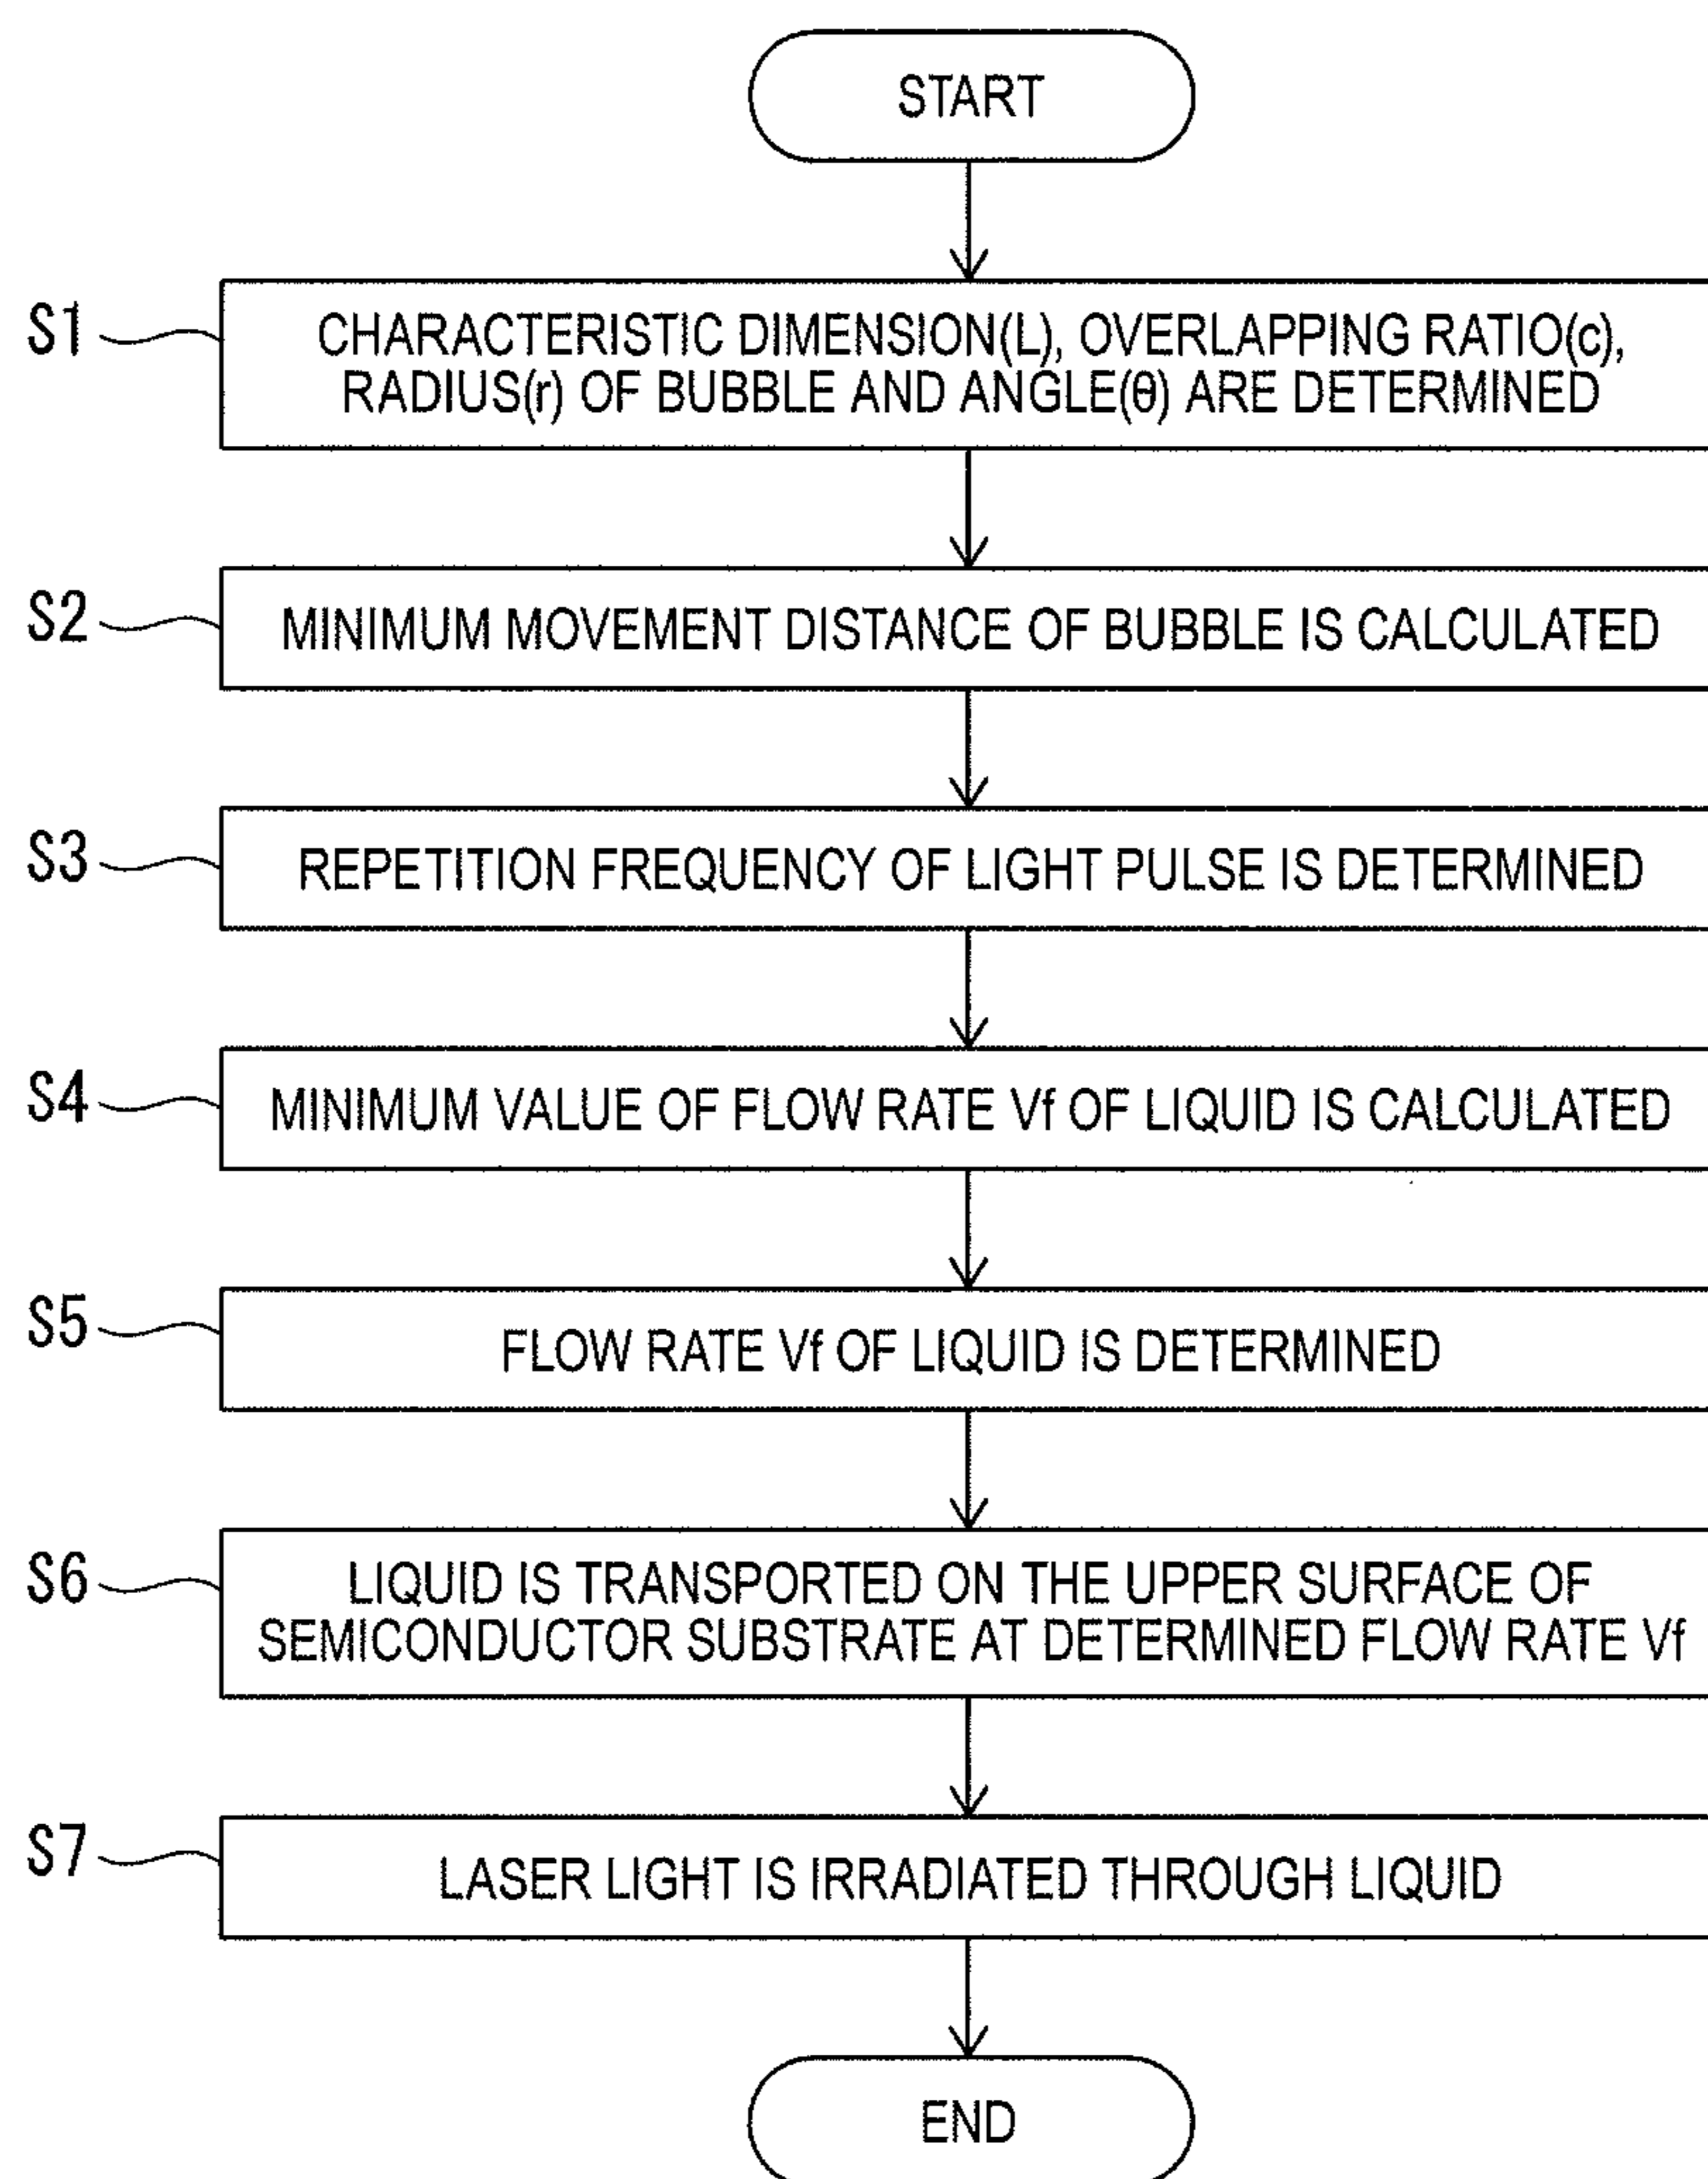 START
S1
CHARACTERISTIC DIMENSION(L), OVERLAPPING RATIO(c),
RADIUS(r) OF BUBBLE AND ANGLE(θ) ARE DETERMINED
S2
MINIMUM MOVEMENT DISTANCE OF BUBBLE IS CALCULATED
S3
REPETITION FREQUENCY OF LIGHT PULSE IS DETERMINED
S4
MINIMUM VALUE OF FLOW RATE Vf OF LIQUID IS CALCULATED
S5
FLOW RATE Vf OF LIQUID IS DETERMINED
S6
LIQUID IS TRANSPORTED ON THE UPPER SURFACE OF
SEMICONDUCTOR SUBSTRATE AT DETERMINED FLOW RATE Vf
S7
LASER LIGHT IS IRRADIATED THROUGH LIQUID
END